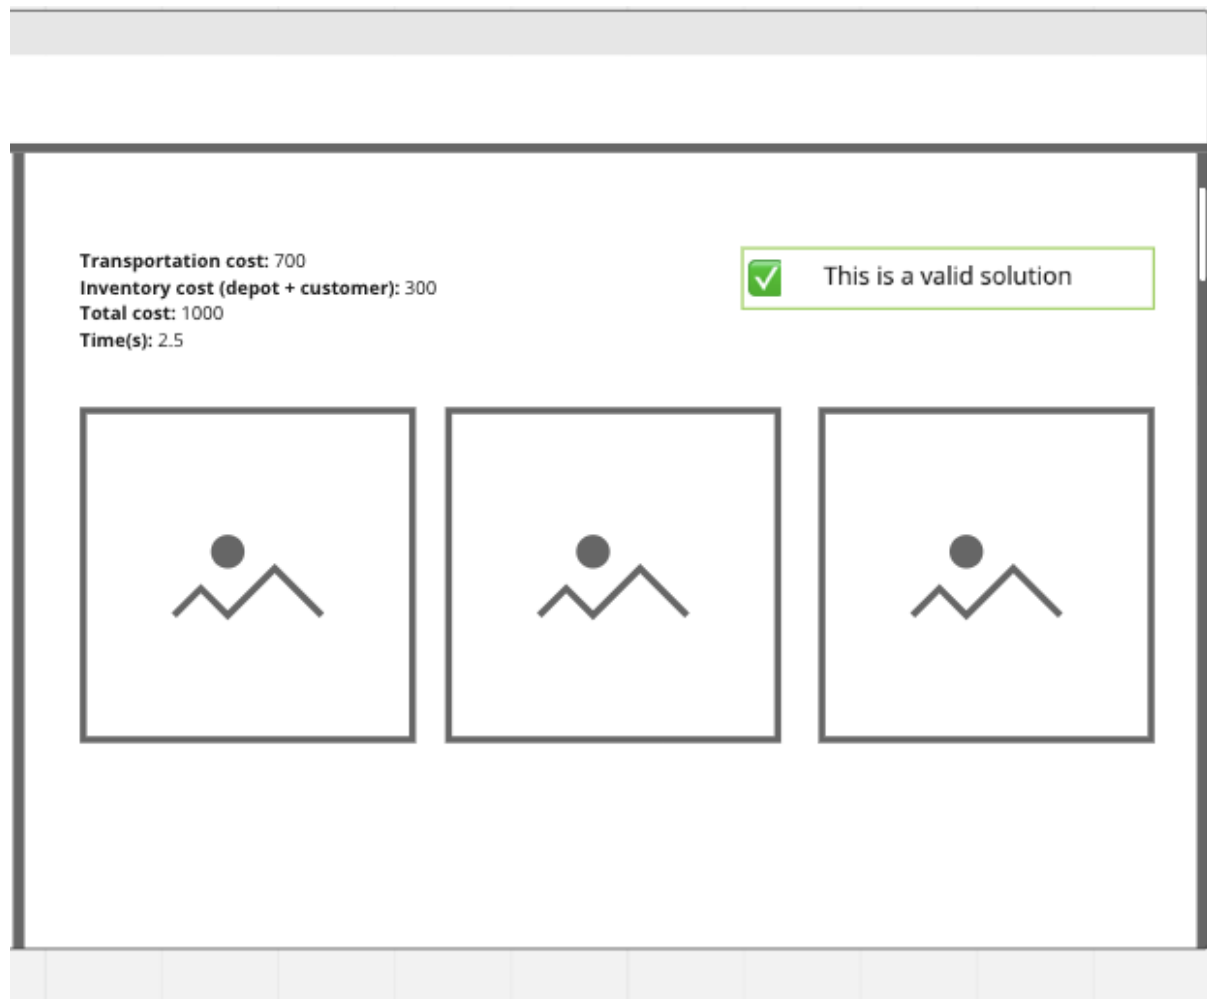 Transportation cost: 700
Inventory cost (depot + customer): 300
Total cost: 1000
Time(s): 2.5
This is a valid solution